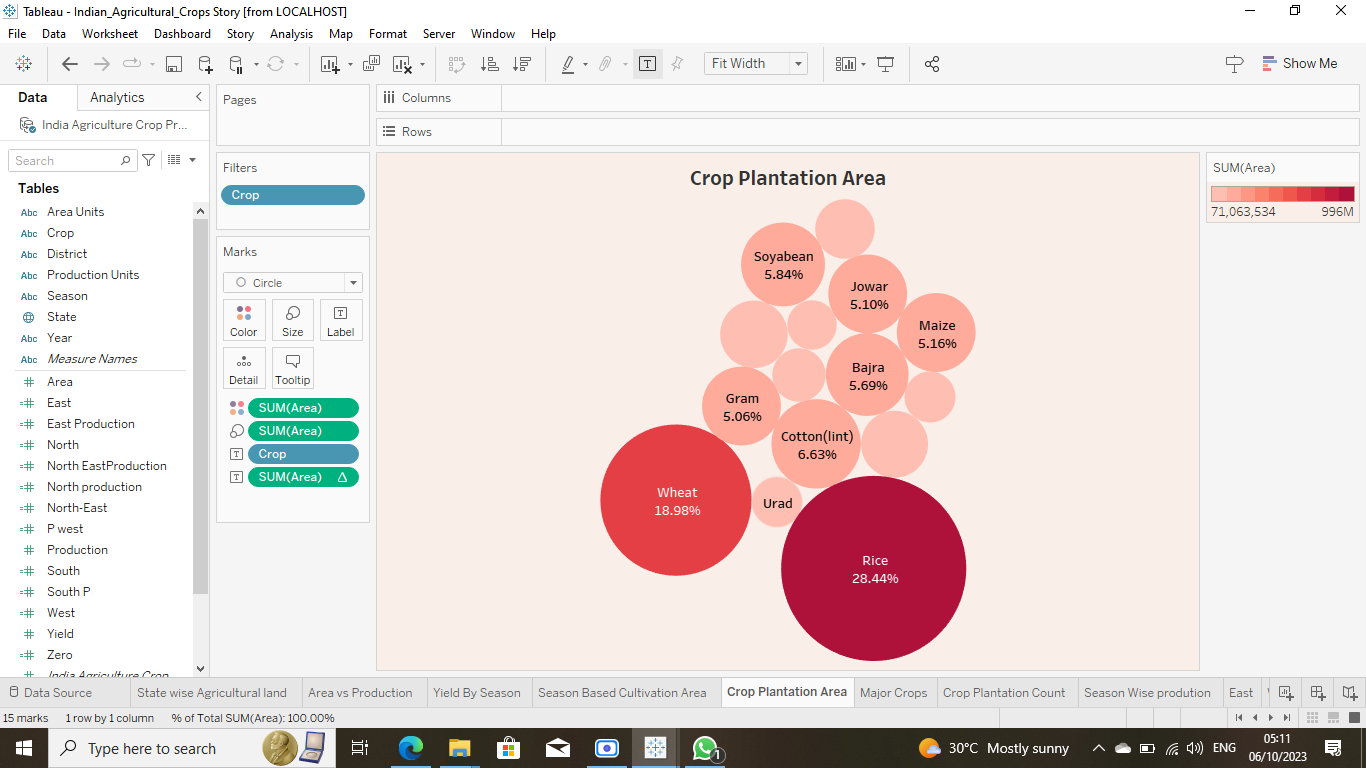 Tableau - Indian_Agricultural_Crops Story [from LOCALHOST]
File Data Worksheet Dashboard Story Analysis Map Format Server Window Help
Fit Width
Show Me
Data Analytics
India Agriculture Crop Pr...
Search
Tables
Abc Area Units
Abc Crop
Abc District
Abc Production Units
Abc Season
State
Abc Year
Abc Measure Names
Area
East
East Production
North
North EastProduction
North production
North-East
P west
Production
South
South P
West
Yield
Zero
India Agriculture Crop
Pages
Filters
Crop
Marks
Circle
Color Size Label
Detail Tooltip
SUM(Area)
SUM(Area)
Crop
SUM(Area)
Columns
Rows
Crop Plantation Area
Soyabean
5.84%
Jowar
5.10%
Maize
5.16%
Bajra
5.69%
Gram
5.06%
Cotton(lint)
6.63%
Wheat
18.98%
Urad
Rice
28.44%
SUM(Area)
71,063,534 996M
Data Source State wise Agricultural land Area vs Production Yield By Season Season Based Cultivation Area Crop Plantation Area Major Crops Crop Plantation Count Season Wise prodution East
15 marks 1 row by 1 column % of Total SUM(Area): 100.00%
Type here to search
1
30°C Mostly sunny
ENG
05:11
06/10/2023